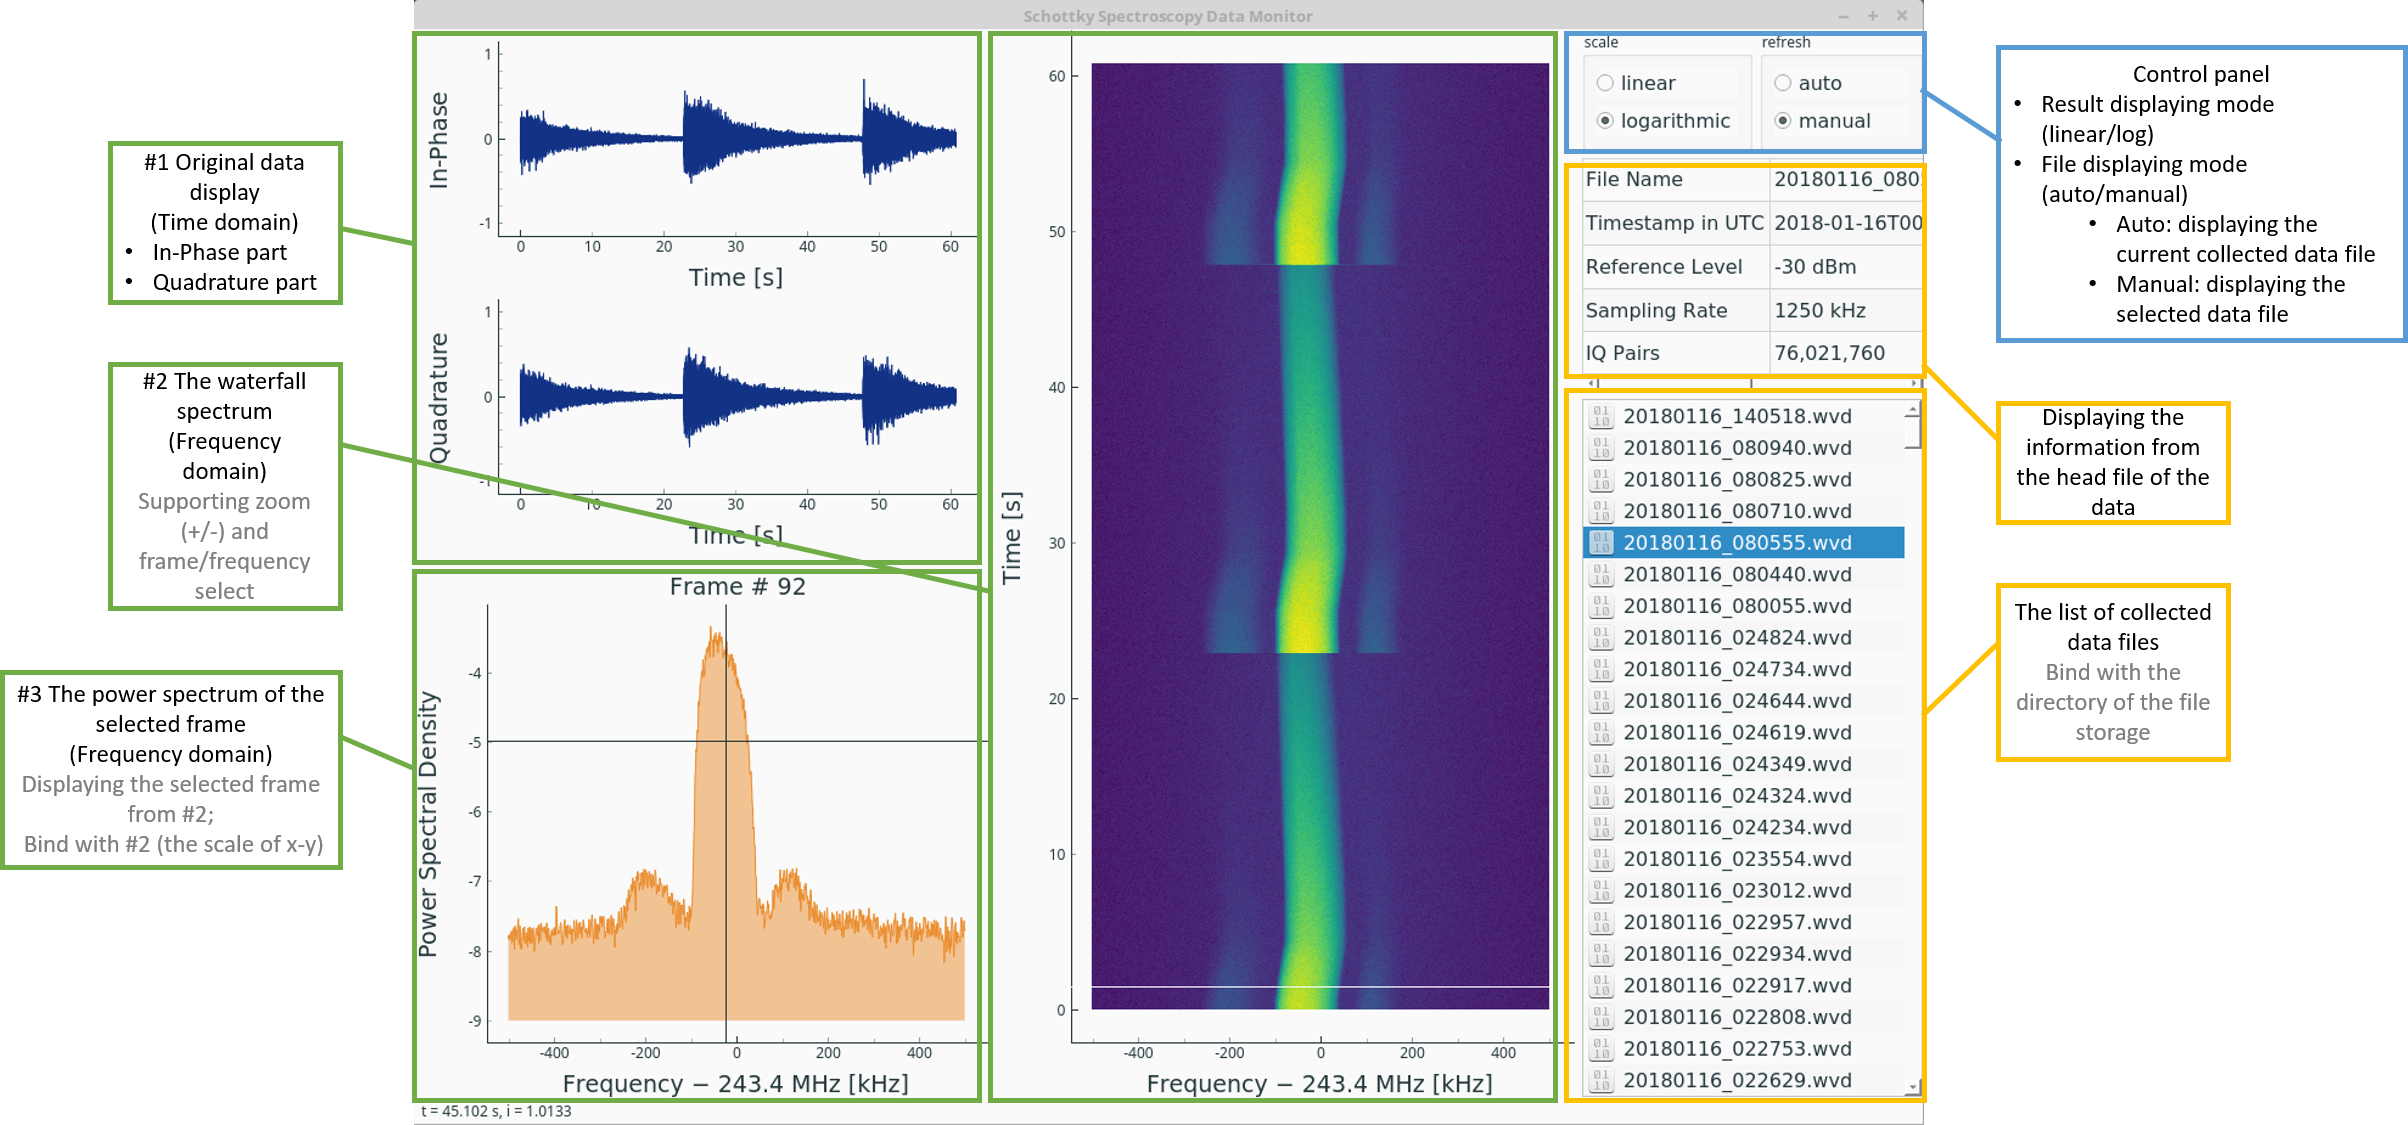 Schottky Spectroscopy Data Monitor
#1 Original data
display
(Time domain)
• In-Phase part
• Quadrature part
#2 The waterfall
spectrum
(Frequency
domain)
Supporting zoom
(+/-) and
frame/frequency
select
#3 The power spectrum of the
selected frame
(Frequency domain)
Displaying the selected frame
from #2;
Bind with #2 (the scale of x-y)
In-Phase
1
0
-1
0 10 20 30 40 50 60
Time [s]
Quadrature
1
0
-1
0 10 20 30 40 50 60
Time [s]
Frame # 92
Power Spectral Density
-4
-5
-6
-7
-8
-9
-400 -200 0 200 400
Frequency − 243.4 MHz [kHz]
t = 45.102 s, i = 1.0133
Time [s]
60
50
40
30
20
10
0
-400 -200 0 200 400
Frequency − 243.4 MHz [kHz]
scale refresh
linear auto
logarithmic manual
File Name 20180116_080
Timestamp in UTC 2018-01-16T00
Reference Level -30 dBm
Sampling Rate 1250 kHz
IQ Pairs 76,021,760
20180116_140518.wvd
20180116_080940.wvd
20180116_080825.wvd
20180116_080710.wvd
20180116_080555.wvd
20180116_080440.wvd
20180116_080055.wvd
20180116_024824.wvd
20180116_024734.wvd
20180116_024644.wvd
20180116_024619.wvd
20180116_024349.wvd
20180116_024324.wvd
20180116_024234.wvd
20180116_023554.wvd
20180116_023012.wvd
20180116_022957.wvd
20180116_022934.wvd
20180116_022917.wvd
20180116_022808.wvd
20180116_022753.wvd
20180116_022629.wvd
Control panel
• Result displaying mode
(linear/log)
• File displaying mode
(auto/manual)
• Auto: displaying the
current collected data file
• Manual: displaying the
selected data file
Displaying the
information from
the head file of the
data
The list of collected
data files
Bind with the
directory of the file
storage